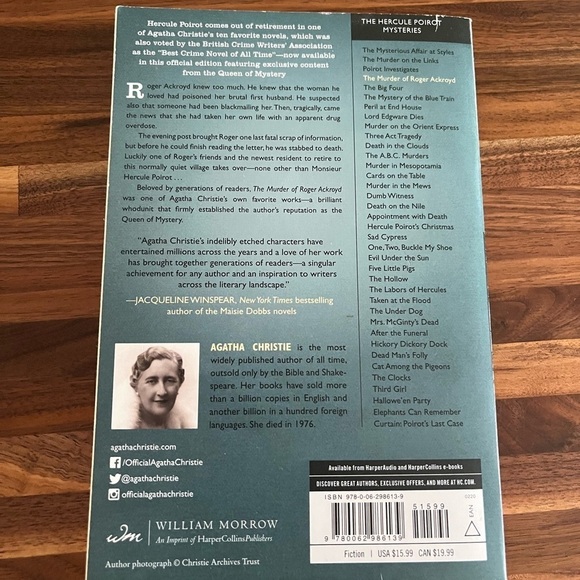 Hercule Poirot comes out of retirement in one
of Agatha Christie's ten favorite novels, which was
also voted by the British Crime Writers' Association
as the "Best Crime Novel of All Time"—now available
in this official edition featuring exclusive content
from the Queen of Mystery
Roger Ackroyd knew too much. He knew that the woman he
loved had poisoned her brutal first husband. He suspected
also that someone had been blackmailing her. Then, tragically, came
the news that she had taken her own life with an apparent drug
overdose.
The evening post brought Roger one last fatal scrap of information,
but before he could finish reading the letter, he was stabbed to death.
Luckily one of Roger's friends and the newest resident to retire to
this normally quiet village takes over—none other than Monsieur
Hercule Poirot . . .
Beloved by generations of readers, The Murder of Roger Ackroyd
was one of Agatha Christie's own favorite works—a brilliant
whodunit that firmly established the author's reputation as the
Queen of Mystery.
"Agatha Christie's indelibly etched characters have
entertained millions across the years and a love of her work
has brought together generations of readers—a singular
achievement for any author and an inspiration to writers
across the literary landscape."
—JACQUELINE WINSPEAR, New York Times bestselling
author of the Maisie Dobbs novels
AGATHA CHRISTIE is the most
widely published author of all time,
outsold only by the Bible and Shake-
speare. Her books have sold more
than a billion copies in English and
another billion in a hundred foreign
languages. She died in 1976.
agathachristie.com
f/OfficialAgathaChristie
@agathachristie
officialagathachristie
wm WILLIAM MORROW
An Imprint of HarperCollinsPublishers
Author photograph © Christie Archives Trust
THE HERCULE POIROT
MYSTERIES
The Mysterious Affair at Styles
The Murder on the Links
Poirot Investigates
The Murder of Roger Ackroyd
The Big Four
The Mystery of the Blue Train
Peril at End House
Lord Edgware Dies
Murder on the Orient Express
Three Act Tragedy
Death in the Clouds
The A.B.C. Murders
Murder in Mesopotamia
Cards on the Table
Murder in the Mews
Dumb Witness
Death on the Nile
Appointment with Death
Hercule Poirot's Christmas
Sad Cypress
One, Two, Buckle My Shoe
Evil Under the Sun
Five Little Pigs
The Hollow
The Labors of Hercules
Taken at the Flood
The Under Dog
Mrs. McGinty's Dead
After the Funeral
Hickory Dickory Dock
Dead Man's Folly
Cat Among the Pigeons
The Clocks
Third Girl
Hallowe'en Party
Elephants Can Remember
Curtain: Poirot's Last Case
Available from HarperAudio and HarperCollins e-books
DISCOVER GREAT AUTHORS, EXCLUSIVE OFFERS, AND MORE AT HC.COM.
ISBN 978-0-06-298613-9
51599
9 780062 986139
EAN
Fiction | USA $15.99 CAN $19.99